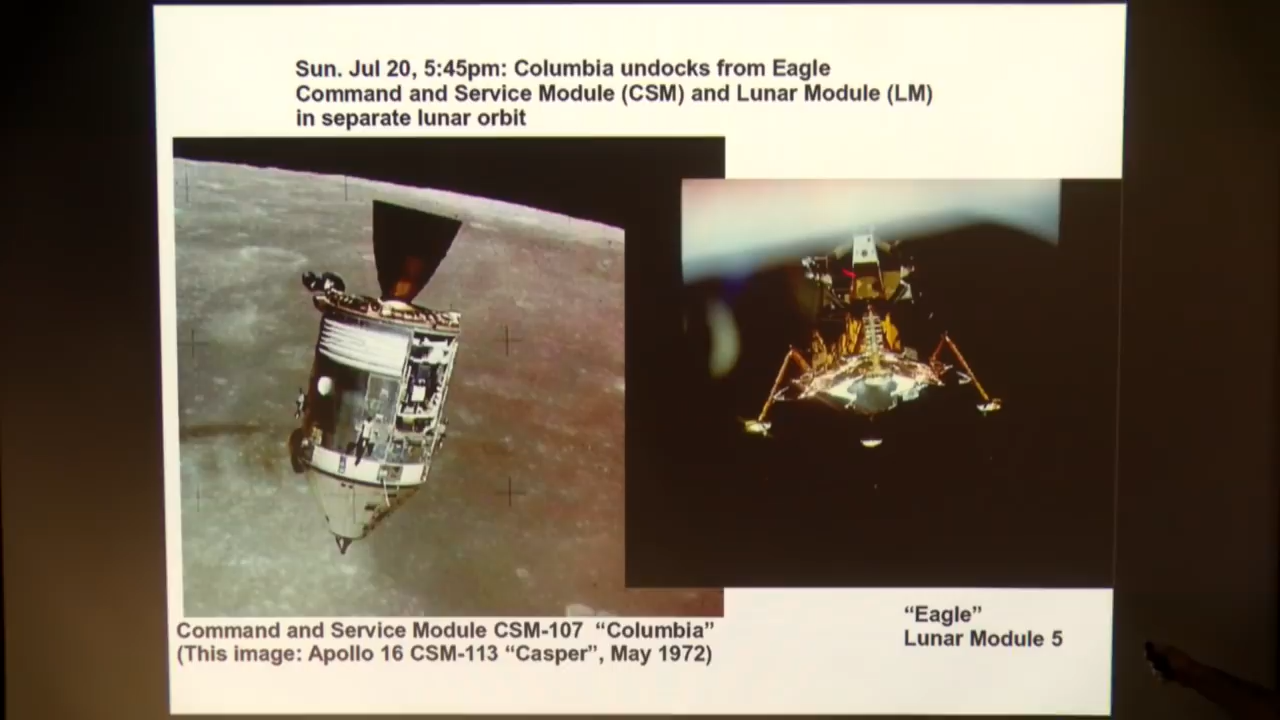 Sun. Jul 20, 5:45pm: Columbia undocks from Eagle
Command and Service Module (CSM) and Lunar Module (LM)
in separate lunar orbit
Command and Service Module CSM-107 “Columbia”
(This image: Apollo 16 CSM-113 “Casper”, May 1972)
“Eagle”
Lunar Module 5